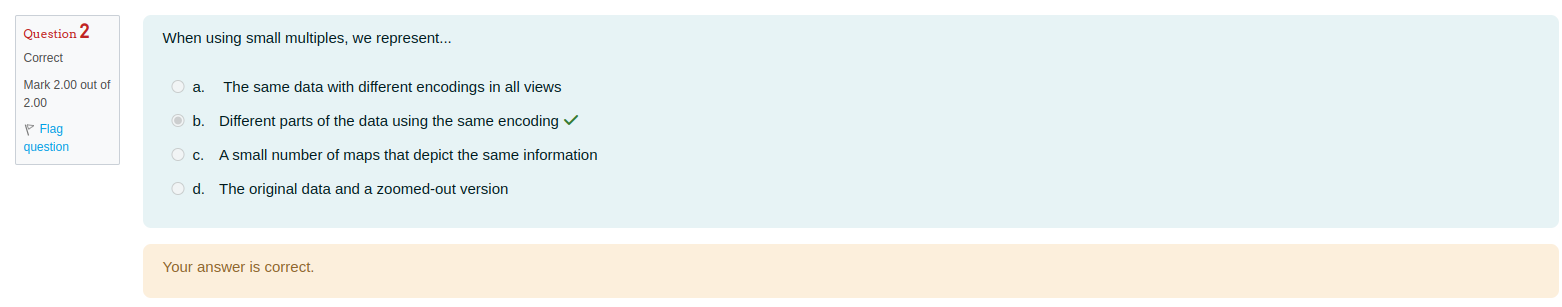 Question 2
Correct
Mark 2.00 out of
2.00
Flag
question
When using small multiples, we represent...
a. The same data with different encodings in all views
b. Different parts of the data using the same encoding
c. A small number of maps that depict the same information
d. The original data and a zoomed-out version
Your answer is correct.